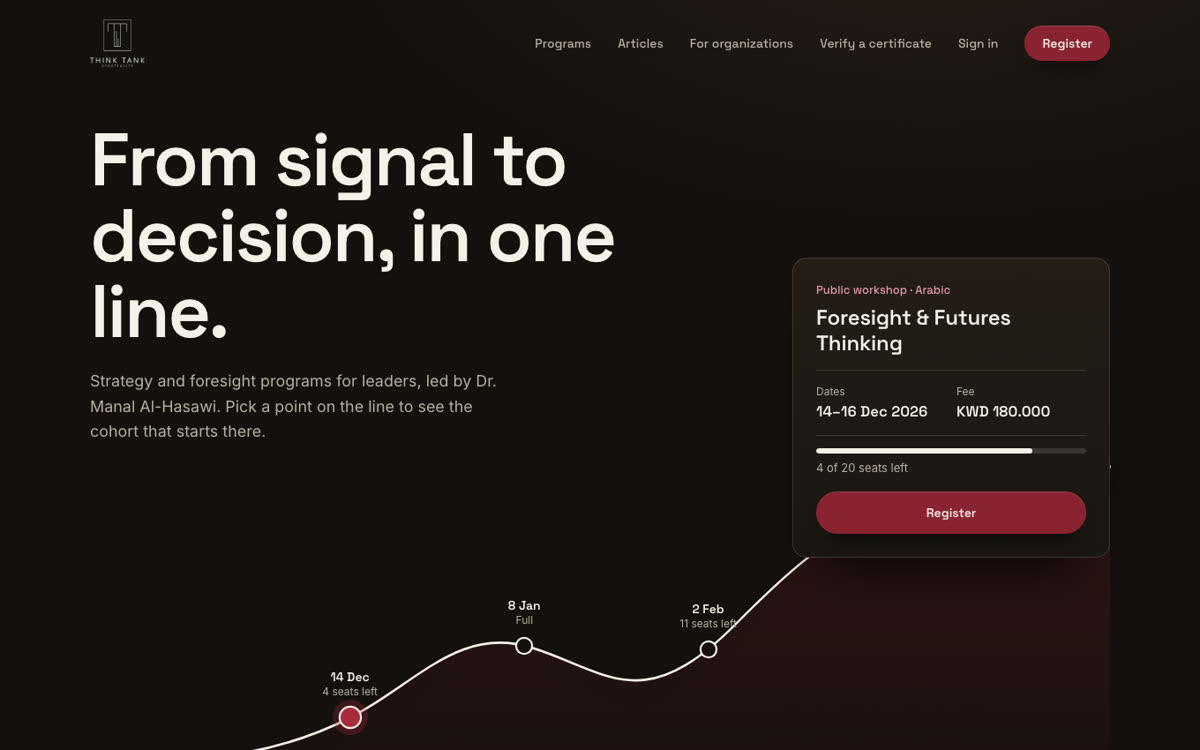 THINK TANK
STRATEGISTS
Programs
Articles
For organizations
Verify a certificate
Sign in
Register
From signal to
decision, in one
line.
Strategy and foresight programs for leaders, led by Dr.
Manal Al-Hasawi. Pick a point on the line to see the
cohort that starts there.
Public workshop · Arabic
Foresight & Futures
Thinking
Dates
Fee
14–16 Dec 2026
KWD 180.000
4 of 20 seats left
Register
8 Jan
Full
2 Feb
11 seats left
14 Dec
4 seats left